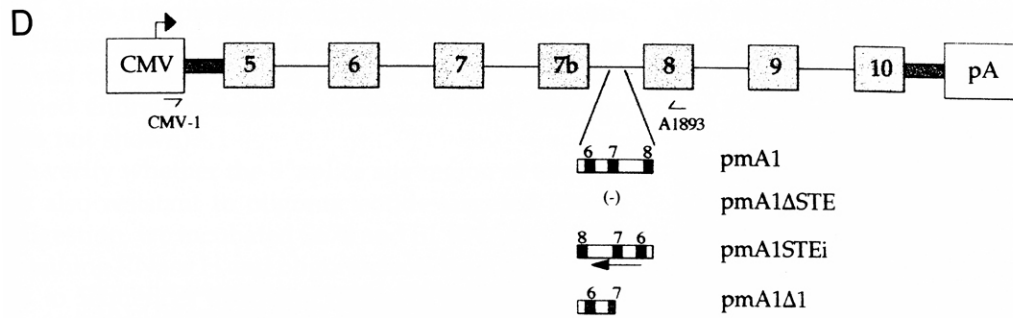 D
CMV 5 6 7 7b 8 9 10 pA
CMV-1 A1893
6 7 8 pmA1
(-) pmA1ΔSTE
8 7 6 pmA1STEi
6 7 pmA1Δ1